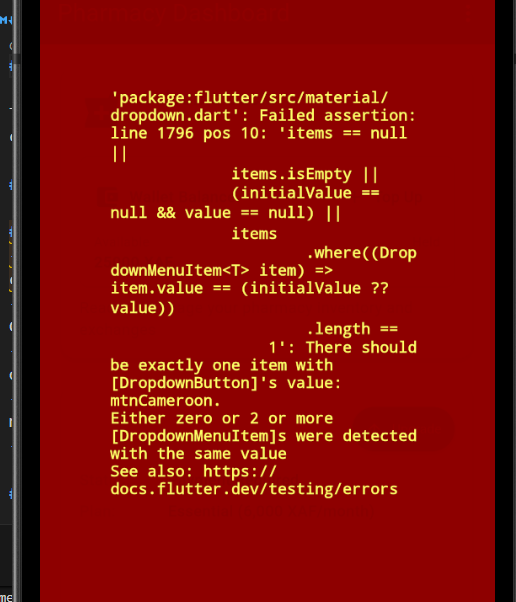 'package:flutter/src/material/
dropdown.dart': Failed assertion:
line 1796 pos 10: 'items == null
||
items.isEmpty ||
(initialValue ==
null && value == null) ||
items
.where((Drop
downMenuItem<T> item) =>
item.value == (initialValue ??
value))
.length ==
1': There should
be exactly one item with
[DropdownButton]'s value:
mtnCameroon.
Either zero or 2 or more
[DropdownMenuItem]s were detected
with the same value
See also: https://
docs.flutter.dev/testing/errors